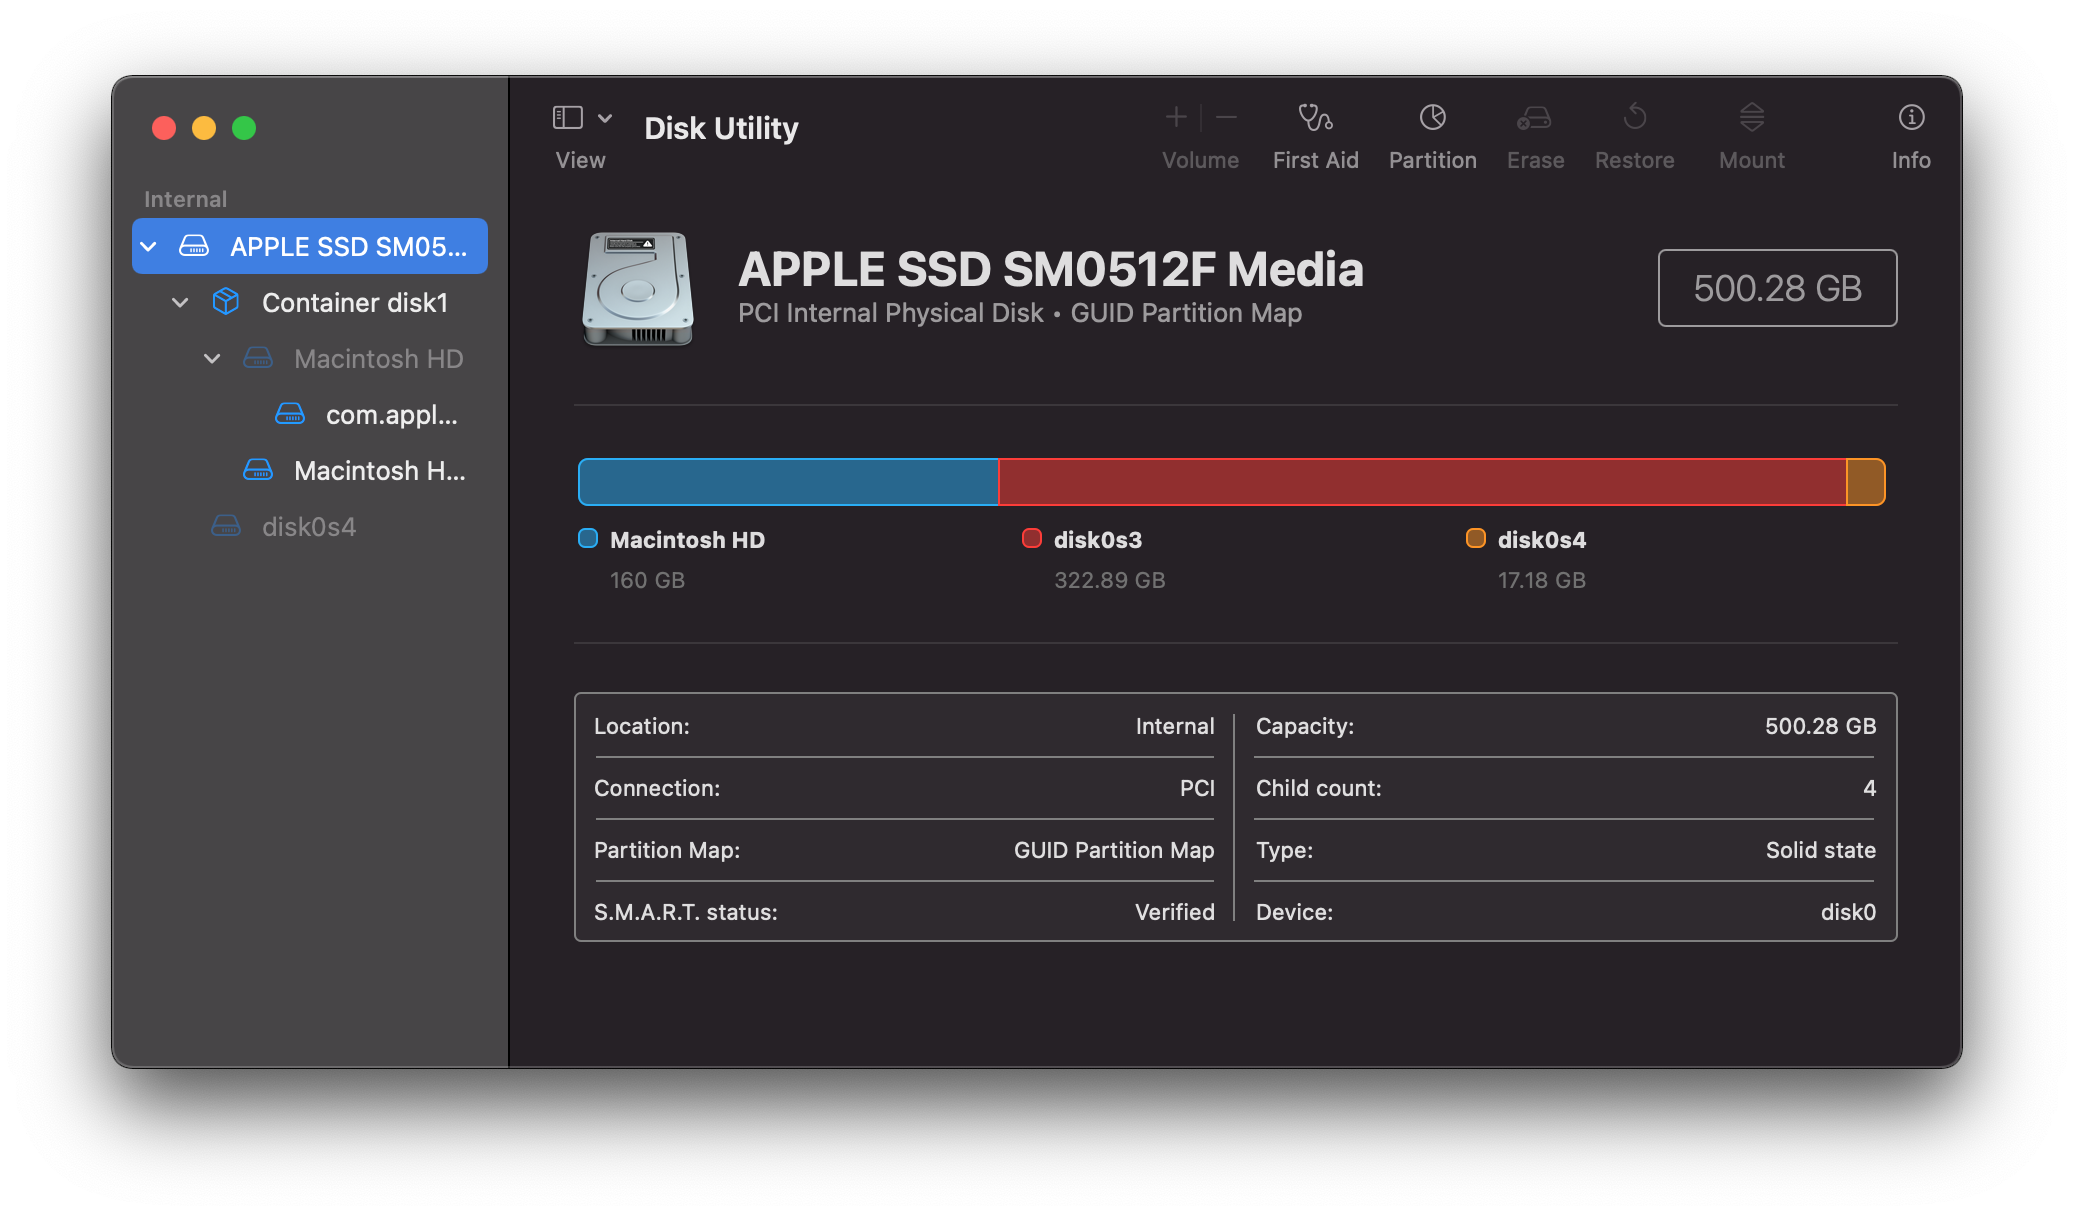 View
Disk Utility
Volume
First Aid
Partition
Erase
Restore
Mount
Info
Internal
APPLE SSD SM05...
Container disk1
Macintosh HD
com.appl...
Macintosh H...
disk0s4
APPLE SSD SM0512F Media
PCI Internal Physical Disk • GUID Partition Map
500.28 GB
Macintosh HD
160 GB
disk0s3
322.89 GB
disk0s4
17.18 GB
Location: Internal
Connection: PCI
Partition Map: GUID Partition Map
S.M.A.R.T. status: Verified
Capacity: 500.28 GB
Child count: 4
Type: Solid state
Device: disk0